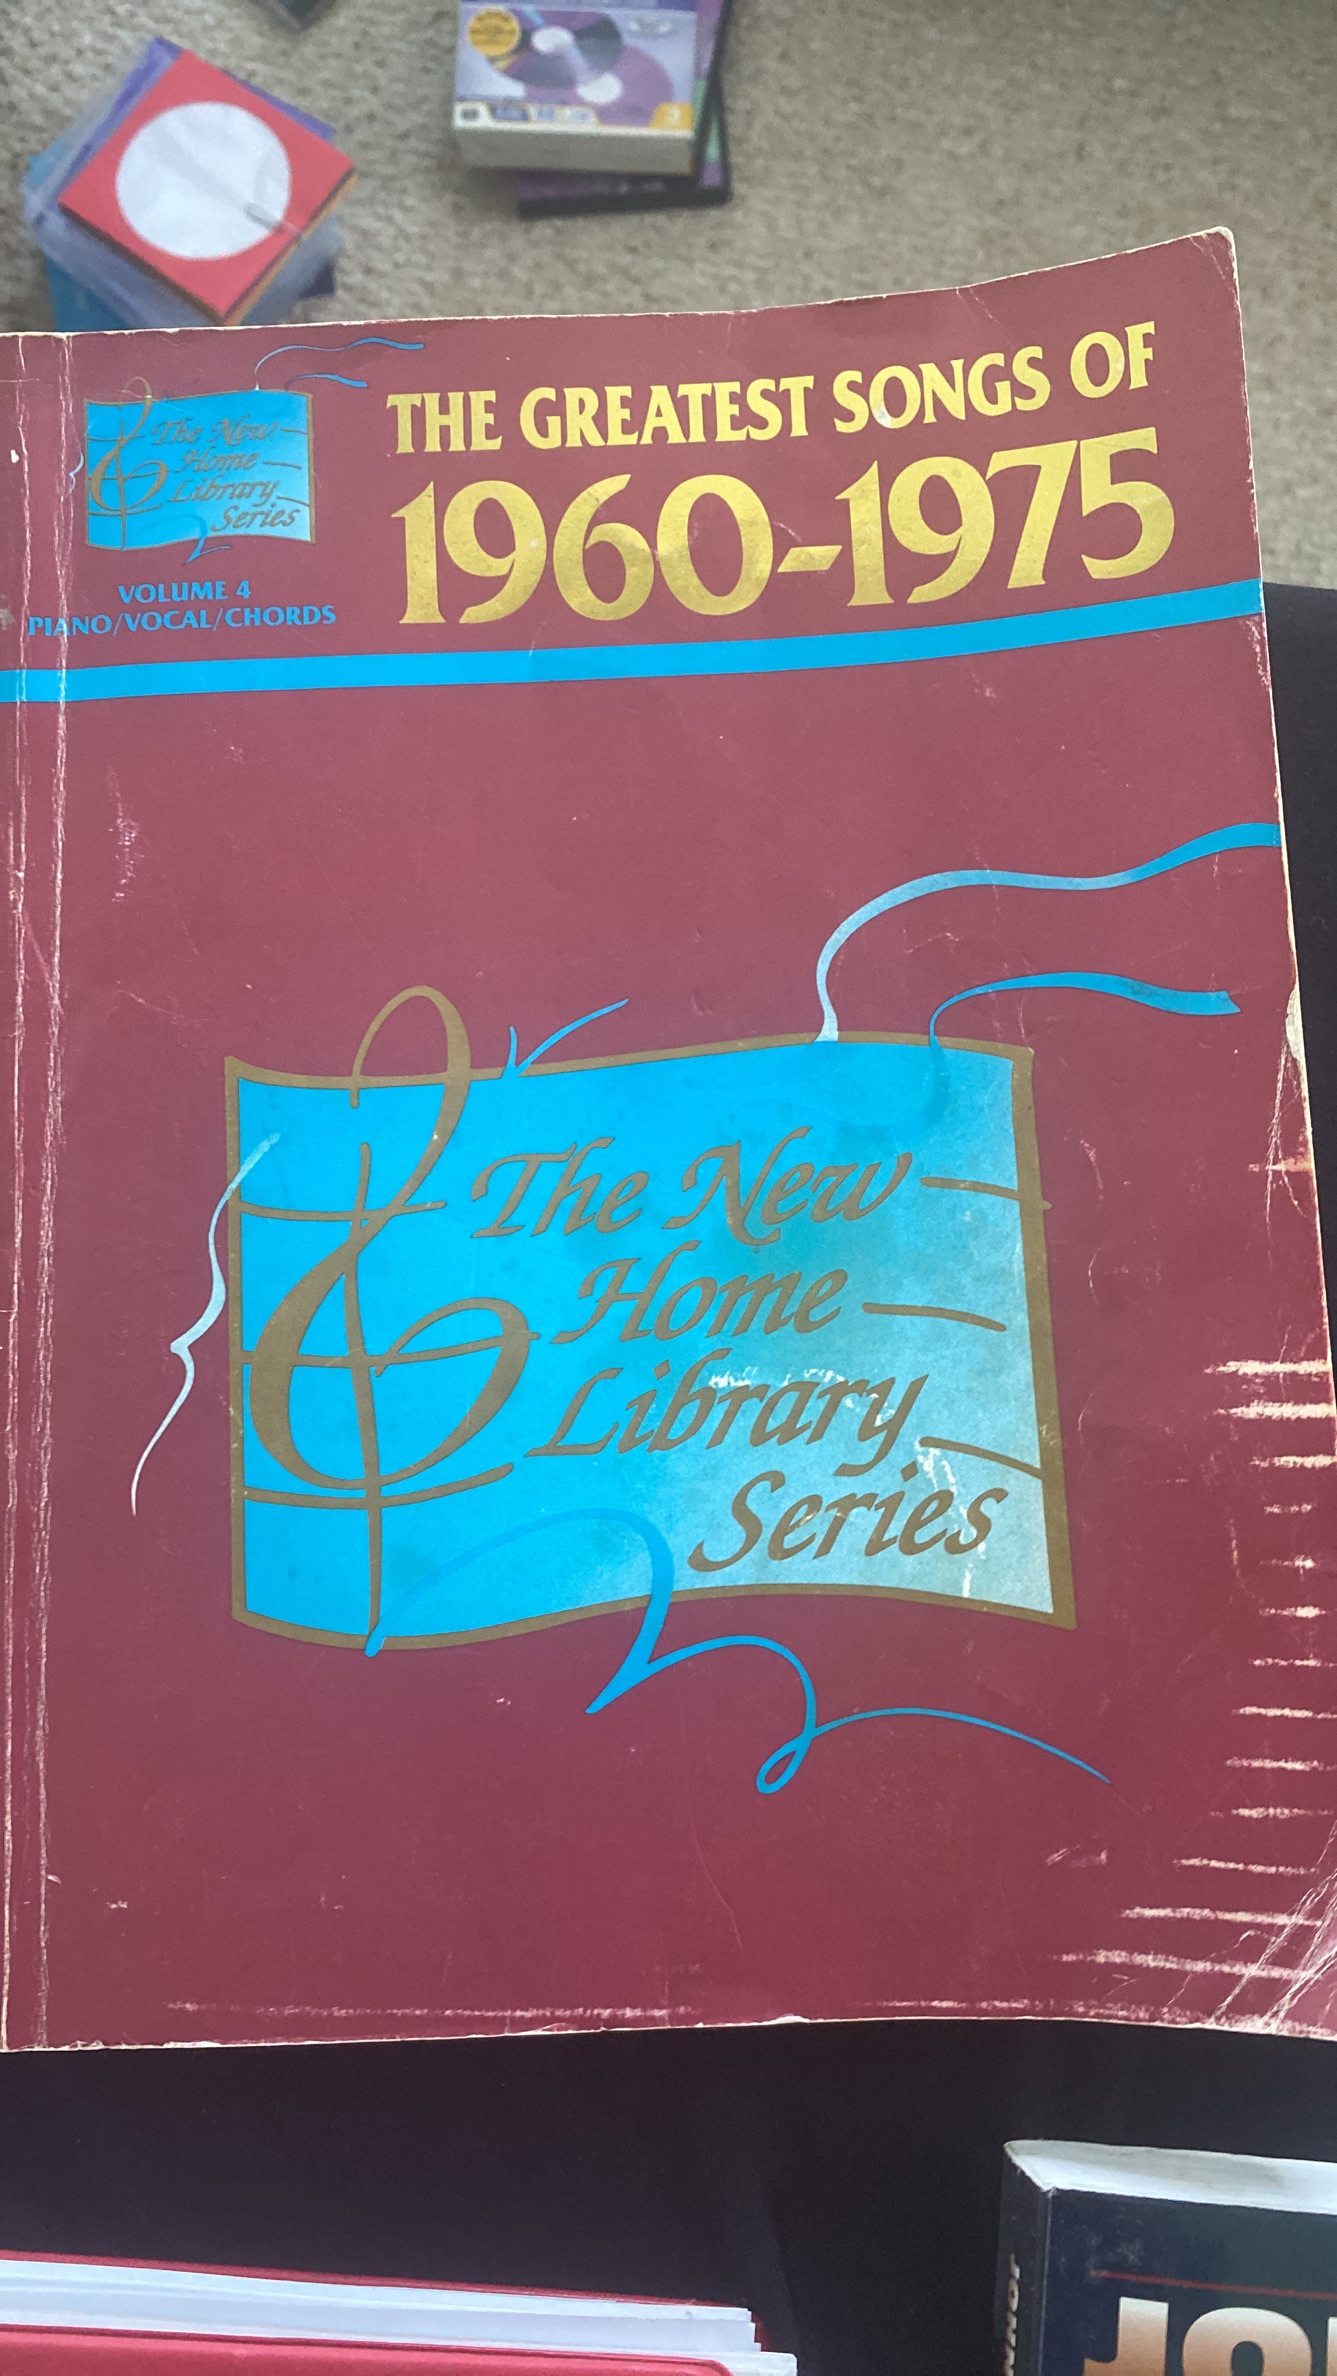 The New
Home
Library
Series
VOLUME 4
PIANO/VOCAL/CHORDS
THE GREATEST SONGS OF
1960-1975
The New
Home
Library
Series